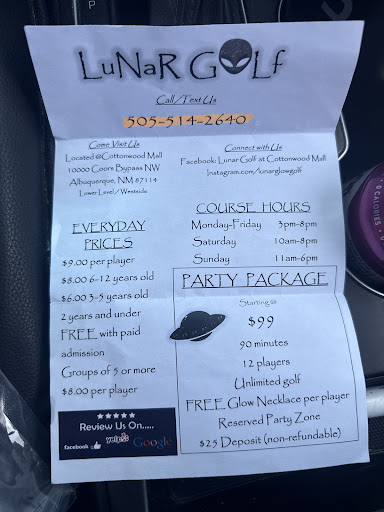 P
LuNaR GOLf
Call/Text Us
505-514-2640
Come Visit Us
Located @Cottonwood Mall
10000 Coors Bypass NW
Albuquerque, NM 87114
Lower Level / Westside
Connect with Us
Facebook: Lunar Golf at Cottonwood Mall
Instagram.com/lunarglowgolf
EVERYDAY
PRICES
$9.00 per player
$8.00 6-12 years old
$6.00 3-5 years old
2 years and under
FREE with paid
admission
Groups of 5 or more
$8.00 per player
COURSE HOURS
Monday-Friday 3pm-8pm
Saturday 10am-8pm
Sunday 11am-6pm
PARTY PACKAGE
Starting @
$99
90 minutes
12 players
Unlimited golf
FREE Glow Necklace per player
Reserved Party Zone
$25 Deposit (non-refundable)
Review Us On.....
facebook yelp Google
0 CALORIES